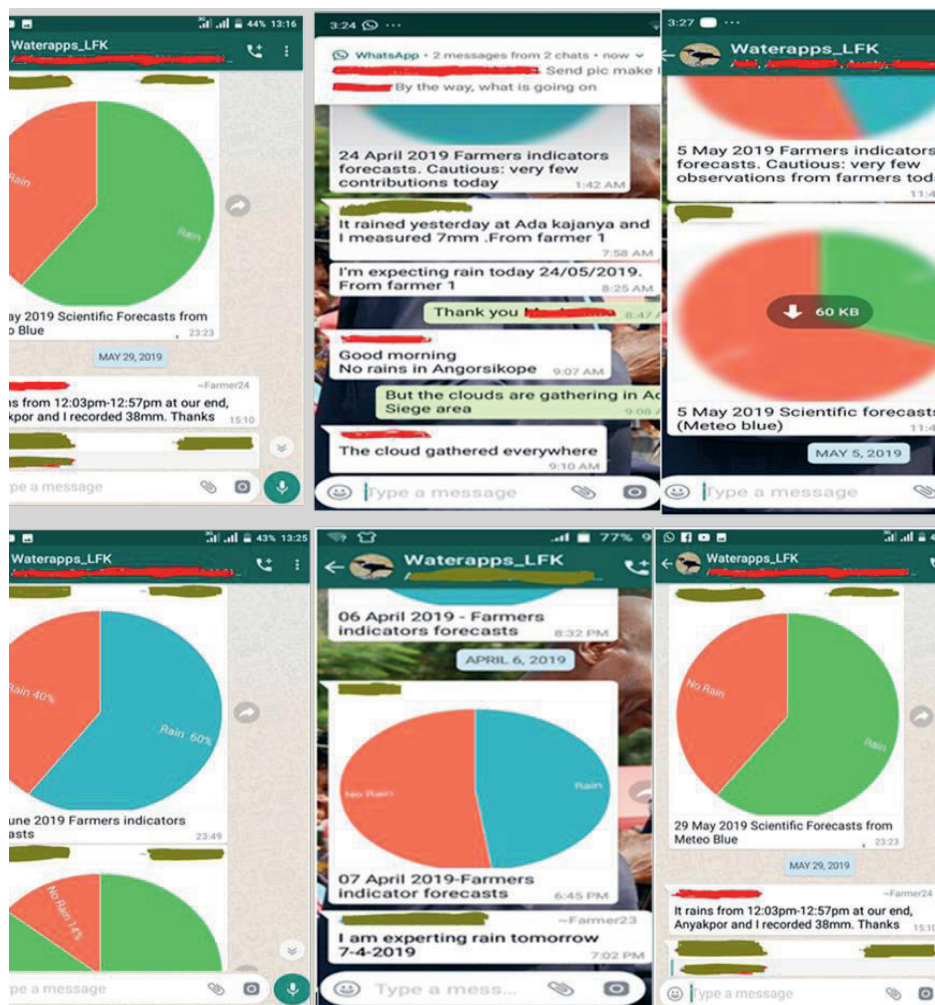 44% 13:16
Waterapps_LFK
Rain
Rain
ay 2019 Scientific Forecasts from
o Blue
23:23
MAY 29, 2019
~Farmer24
ns from 12:03pm-12:57pm at our end,
kpor and I recorded 38mm. Thanks
15:10
pe a message
3:24
WhatsApp • 2 messages from 2 chats • now
Send pic make
By the way, what is going on
24 April 2019 Farmers indicators
forecasts. Cautious: very few
contributions today
1:42 AM
It rained yesterday at Ada kajanya and
I measured 7mm .From farmer 1
7:58 AM
I'm expecting rain today 24/05/2019.
From farmer 1
8:25 AM
Thank you
8:47
Good morning
No rains in Angorsikope
9:07 AM
But the clouds are gathering in
Siege area
9:08
The cloud gathered everywhere
9:10 AM
Type a message
3:27
Waterapps_LFK
5 May 2019 Farmers indicators
forecasts. Cautious: very few
observations from farmers
11:4
60 KB
5 May 2019 Scientific forecasts
(Meteo blue)
11:4
MAY 5, 2019
Type a message
43% 13:25
Waterapps_LFK
Rain 40%
Rain 60%
une 2019 Farmers indicators
asts
23:49
No Rain 14%
pe a message
77% 9
Waterapps_LFK
06 April 2019 - Farmers
indicators forecasts
8:32 PM
APRIL 6, 2019
No Rain
Rain
07 April 2019-Farmers
indicator forecasts
6:45 PM
~Farmer23
I am experting rain tomorrow
7-4-2019
7:02 PM
Type a mess...
4
Waterapps_LFK
No Rain
Rain
29 May 2019 Scientific Forecasts from
Meteo Blue
23:23
MAY 29, 2019
~Farmer24
It rains from 12:03pm-12:57pm at our end,
Anyakpor and I recorded 38mm. Thanks
15:10
Type a message